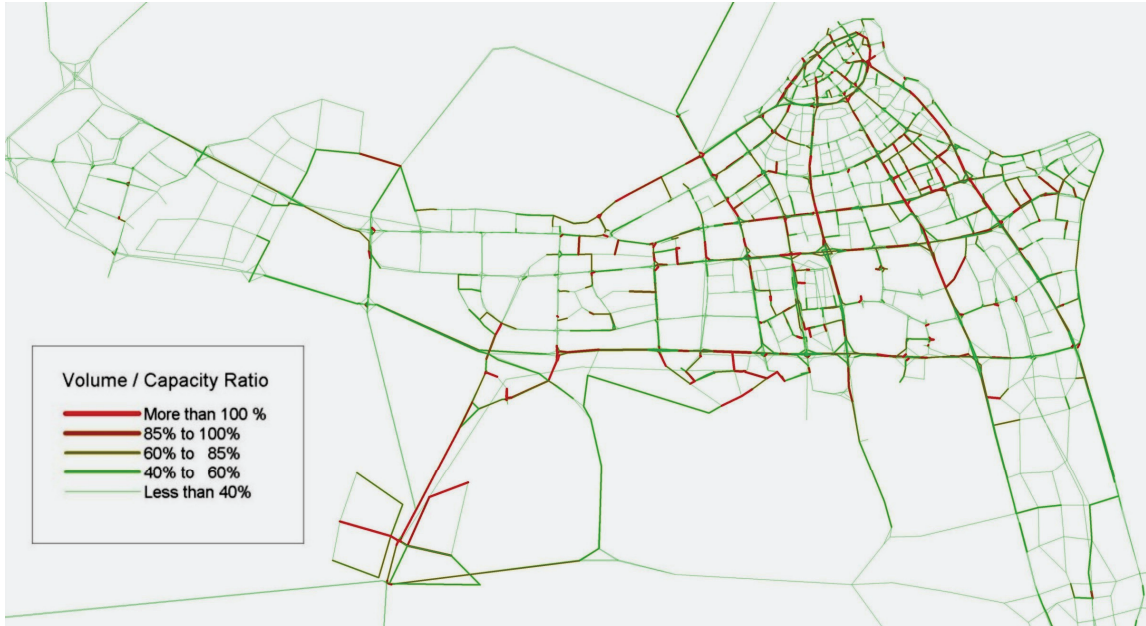 Volume / Capacity Ratio
More than 100 %
85% to 100%
60% to 85%
40% to 60%
Less than 40%